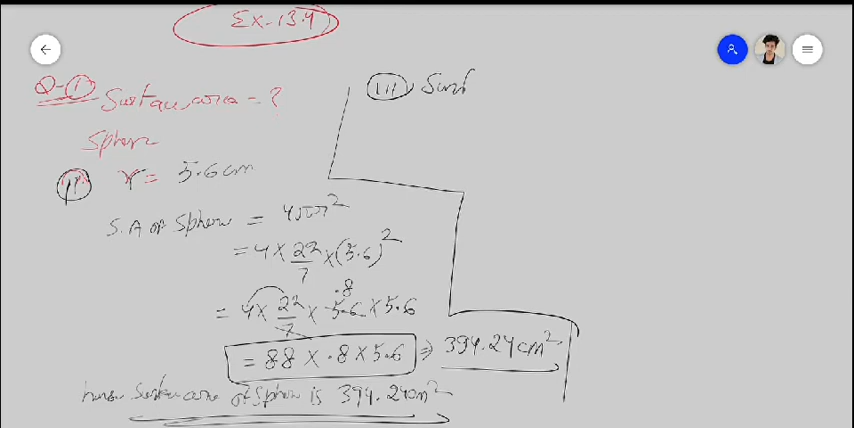 Ex-13.4
Q-1 Surface area = ?
Sphere
(ii) r = 5.6 cm
S.A of Sphere = 4πr²
= 4 × 22/7 × (5.6)²
.8
= 4 × 22/7 × 5.6 × 5.6
= 88 × .8 × 5.6 ⇒ 394.24 cm²
hence Surface area of Sphere is 394.24cm²
(iii) Surf